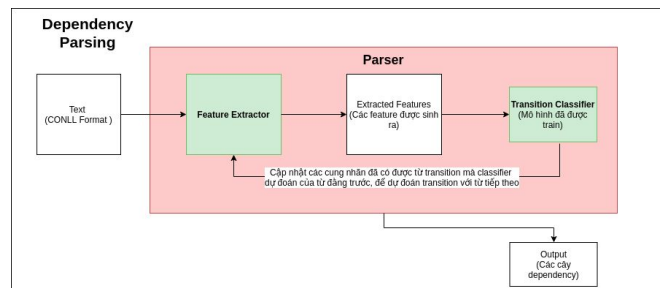 Dependency
Parsing
Parser
Text
(CONLL Format )
Feature Extractor
Extracted Features
(Các feature được sinh
ra)
Transition Classifier
(Mô hình đã được
train)
Cập nhật các cung nhãn đã có được từ transition mà classifier
dự đoán của từ đằng trước, để dự đoán transition với từ tiếp theo
Output
(Các cây
dependency)